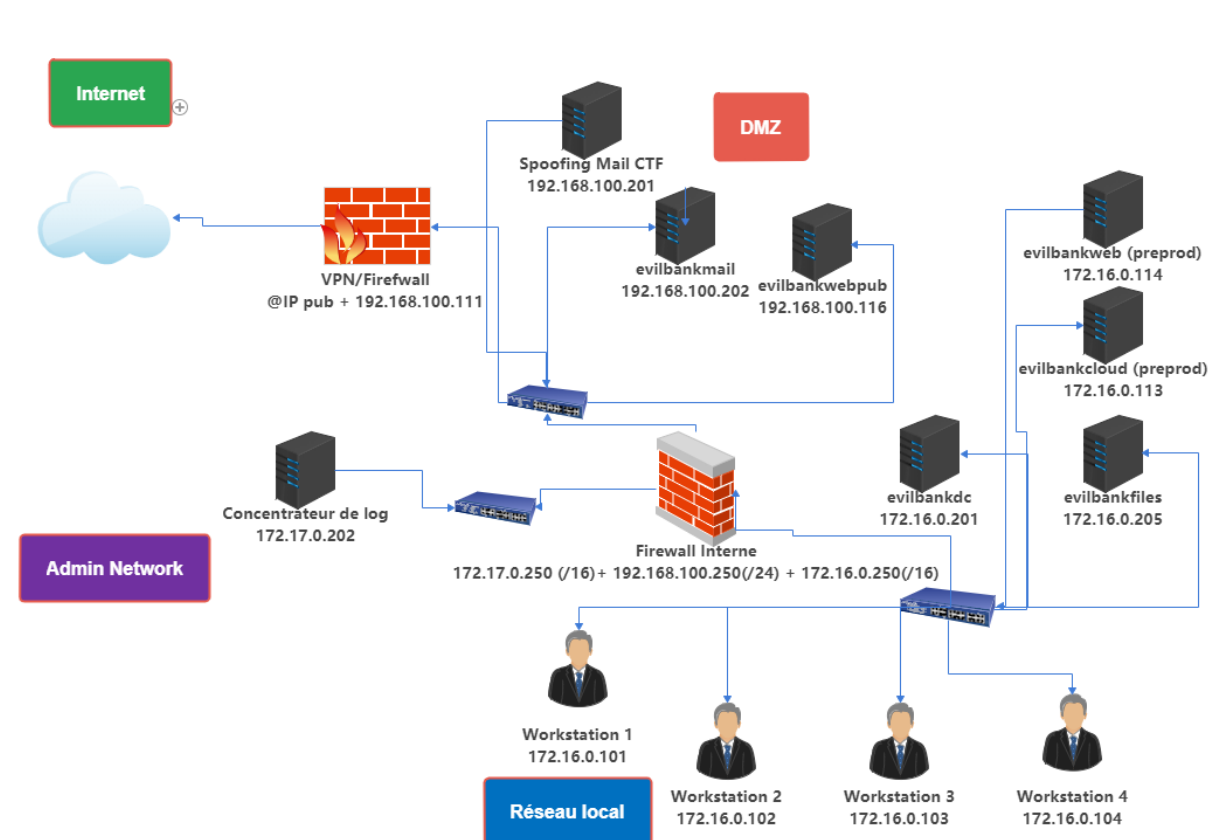 Internet
DMZ
Spoofing Mail CTF
192.168.100.201
evilbankmail
192.168.100.202
evilbankwebpub
192.168.100.116
evilbankweb (preprod)
172.16.0.114
VPN/Firefwall
@IP pub + 192.168.100.111
evilbankcloud (preprod)
172.16.0.113
Concentrateur de log
172.17.0.202
evilbankdc
172.16.0.201
evilbankfiles
172.16.0.205
Admin Network
Firewall Interne
172.17.0.250 (/16)+ 192.168.100.250(/24) + 172.16.0.250(/16)
Workstation 1
172.16.0.101
Workstation 2
172.16.0.102
Workstation 3
172.16.0.103
Workstation 4
172.16.0.104
Réseau local